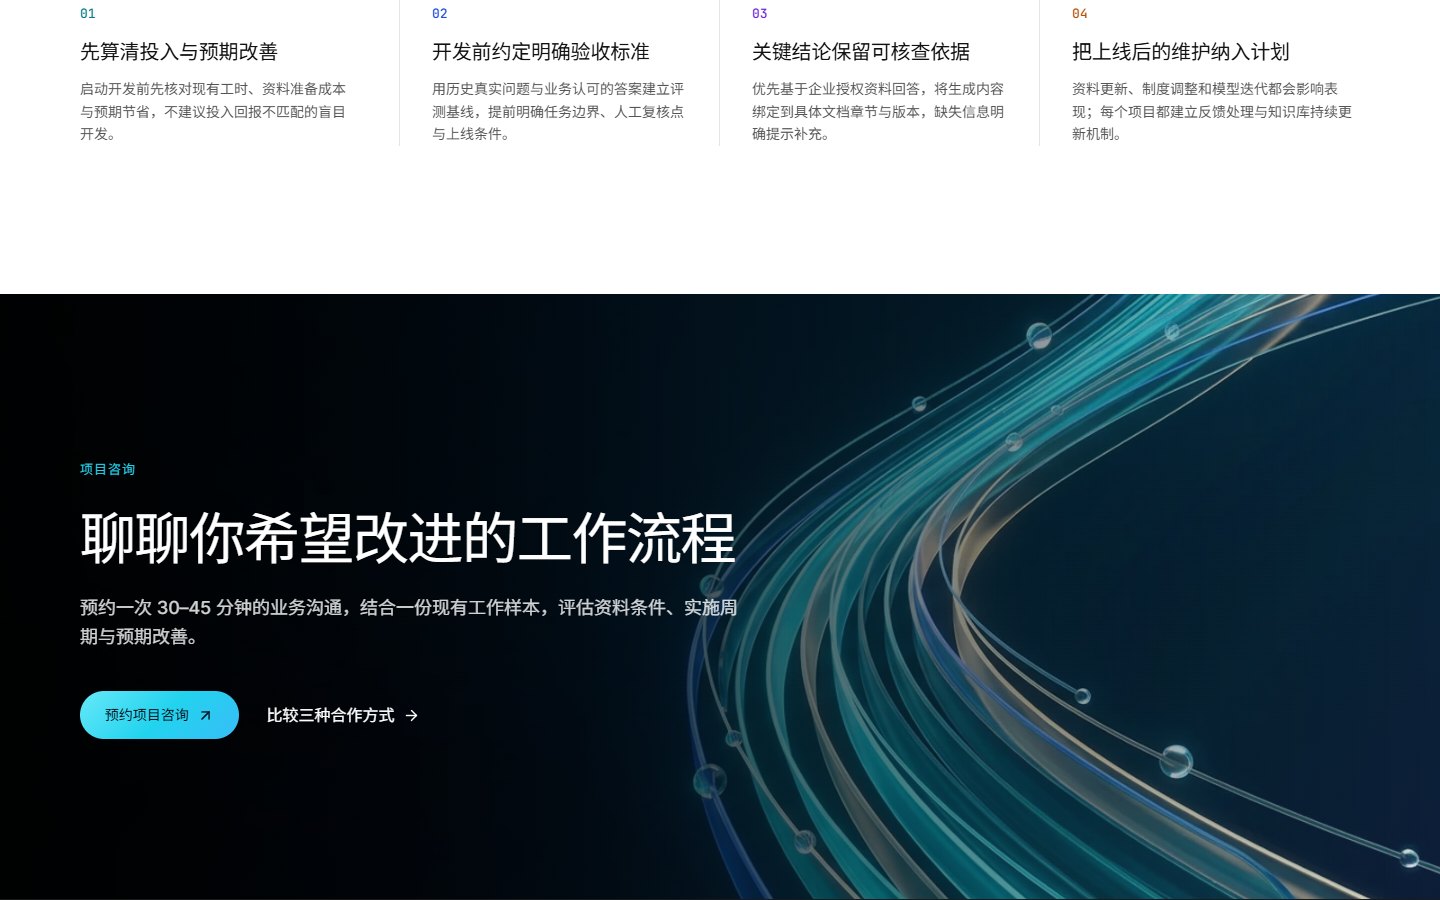 01
先算清投入与预期改善
启动开发前先核对现有工时、资料准备成本
与预期节省，不建议投入回报不匹配的盲目
开发。
02
开发前约定明确验收标准
用历史真实问题与业务认可的答案建立评
测基线，提前明确任务边界、人工复核点
与上线条件。
03
关键结论保留可核查依据
优先基于企业授权资料回答，将生成内容
绑定到具体文档章节与版本，缺失信息明
确提示补充。
04
把上线后的维护纳入计划
资料更新、制度调整和模型迭代都会影响表
现；每个项目都建立反馈处理与知识库持续更
新机制。
项目咨询
聊聊你希望改进的工作流程
预约一次 30–45 分钟的业务沟通，结合一份现有工作样本，评估资料条件、实施周
期与预期改善。
预约项目咨询
比较三种合作方式